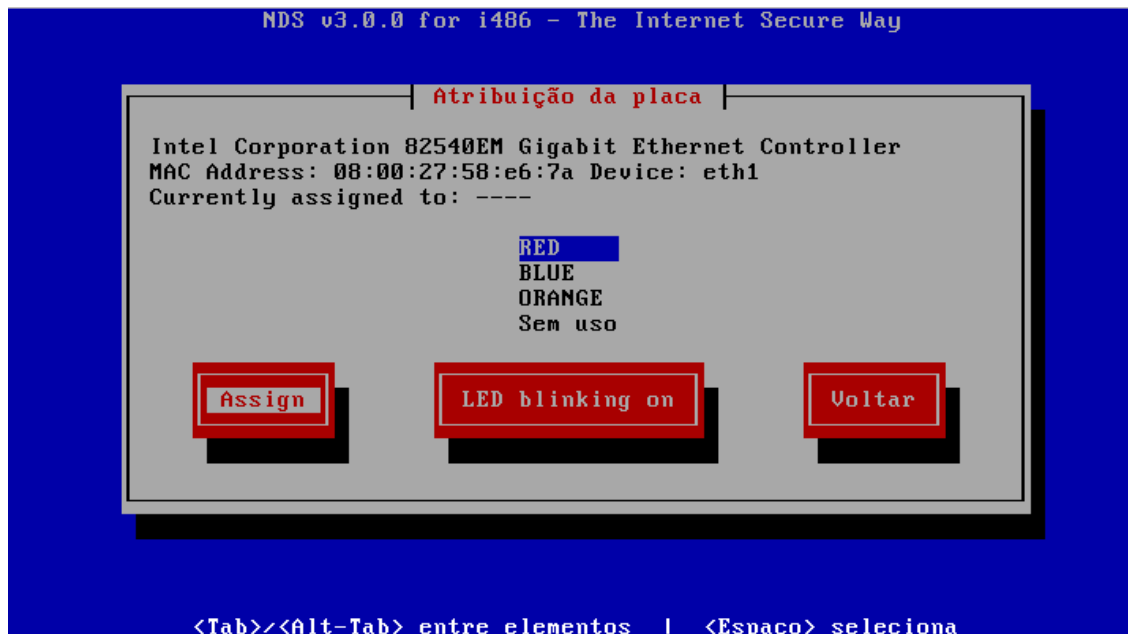 NDS v3.0.0 for i486 - The Internet Secure Way
Atribuição da placa
Intel Corporation 82540EM Gigabit Ethernet Controller
MAC Address: 08:00:27:58:e6:7a Device: eth1
Currently assigned to: ----
RED
BLUE
ORANGE
Sem uso
Assign LED blinking on Voltar
<Tab>/<Alt-Tab> entre elementos | <Espaco> seleciona